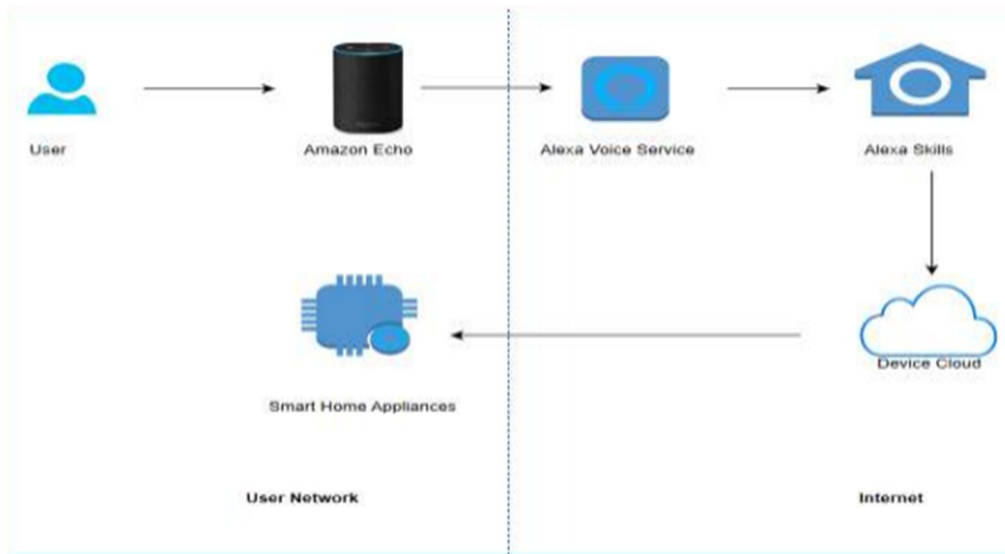 User
Amazon Echo
Alexa Voice Service
Alexa Skills
Device Cloud
Smart Home Appliances
User Network
Internet